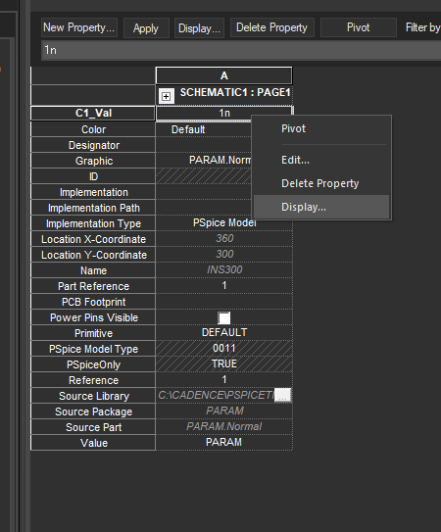 New Property... Apply Display... Delete Property Pivot Filter by
1n
A
SCHEMATIC1 : PAGE1
C1_Val 1n
Color Default
Designator
Graphic PARAM.Norm
ID
Implementation
Implementation Path
Implementation Type PSpice Model
Location X-Coordinate 360
Location Y-Coordinate 300
Name INS300
Part Reference 1
PCB Footprint
Power Pins Visible
Primitive DEFAULT
PSpice Model Type 0011
PSpiceOnly TRUE
Reference 1
Source Library C:\CADENCE\PSPICETI ...
Source Package PARAM
Source Part PARAM.Normal
Value PARAM
Pivot
Edit...
Delete Property
Display...